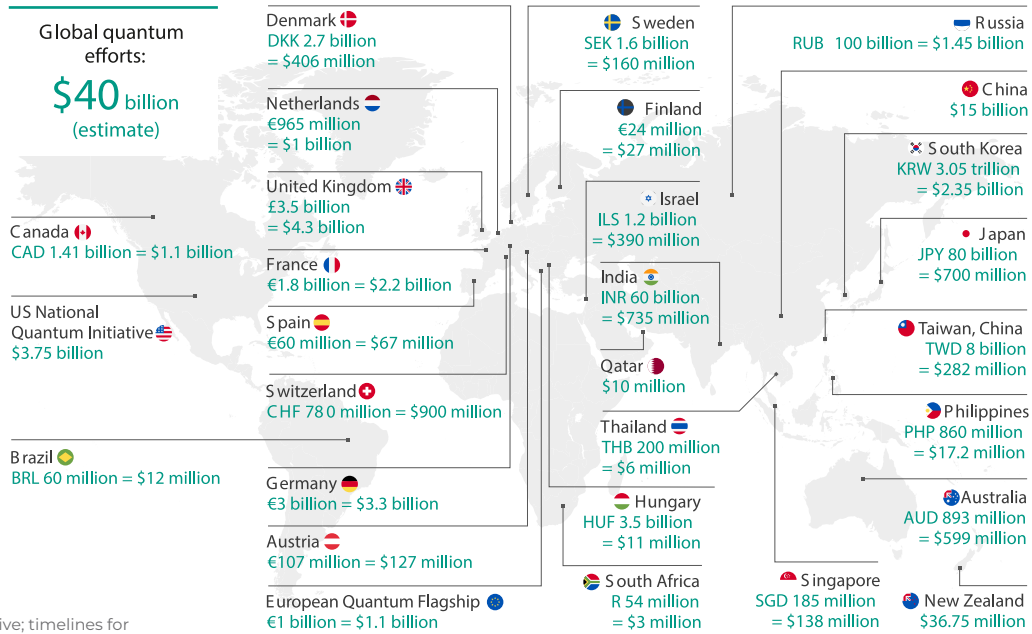 Global quantum
efforts:
$40 billion
(estimate)
Canada
CAD 1.41 billion = $1.1 billion
US National
Quantum Initiative
$3.75 billion
Brazil
BRL 60 million = $12 million
ive; timelines for
Denmark
DKK 2.7 billion
= $406 million
Netherlands
€965 million
= $1 billion
United Kingdom
£3.5 billion
= $4.3 billion
France
€1.8 billion = $2.2 billion
Spain
€60 million = $67 million
Switzerland
CHF 780 million = $900 million
Germany
€3 billion = $3.3 billion
Austria
€107 million = $127 million
European Quantum Flagship
€1 billion = $1.1 billion
Sweden
SEK 1.6 billion
= $160 million
Finland
€24 million
= $27 million
Israel
ILS 1.2 billion
= $390 million
India
INR 60 billion
= $735 million
Qatar
$10 million
Thailand
THB 200 million
= $6 million
Hungary
HUF 3.5 billion
= $11 million
South Africa
R 54 million
= $3 million
Russia
RUB 100 billion = $1.45 billion
China
$15 billion
South Korea
KRW 3.05 trillion
= $2.35 billion
Japan
JPY 80 billion
= $700 million
Taiwan, China
TWD 8 billion
= $282 million
Philippines
PHP 860 million
= $17.2 million
Australia
AUD 893 million
= $599 million
Singapore
SGD 185 million
= $138 million
New Zealand
$36.75 million